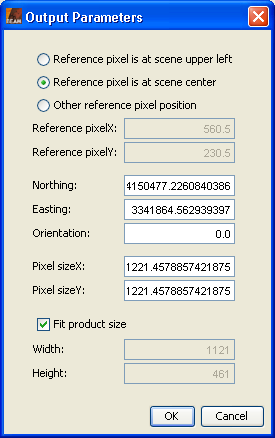 BEAM
Output Parameters
Reference pixel is at scene upper left
Reference pixel is at scene center
Other reference pixel position
Reference pixelX: 560.5
Reference pixelY: 230.5
Northing: 4150477.2260840386
Easting: 3341864.562939397
Orientation: 0.0
Pixel sizeX: 1221.4578857421875
Pixel sizeY: 1221.4578857421875
Fit product size
Width: 1121
Height: 461
OK Cancel